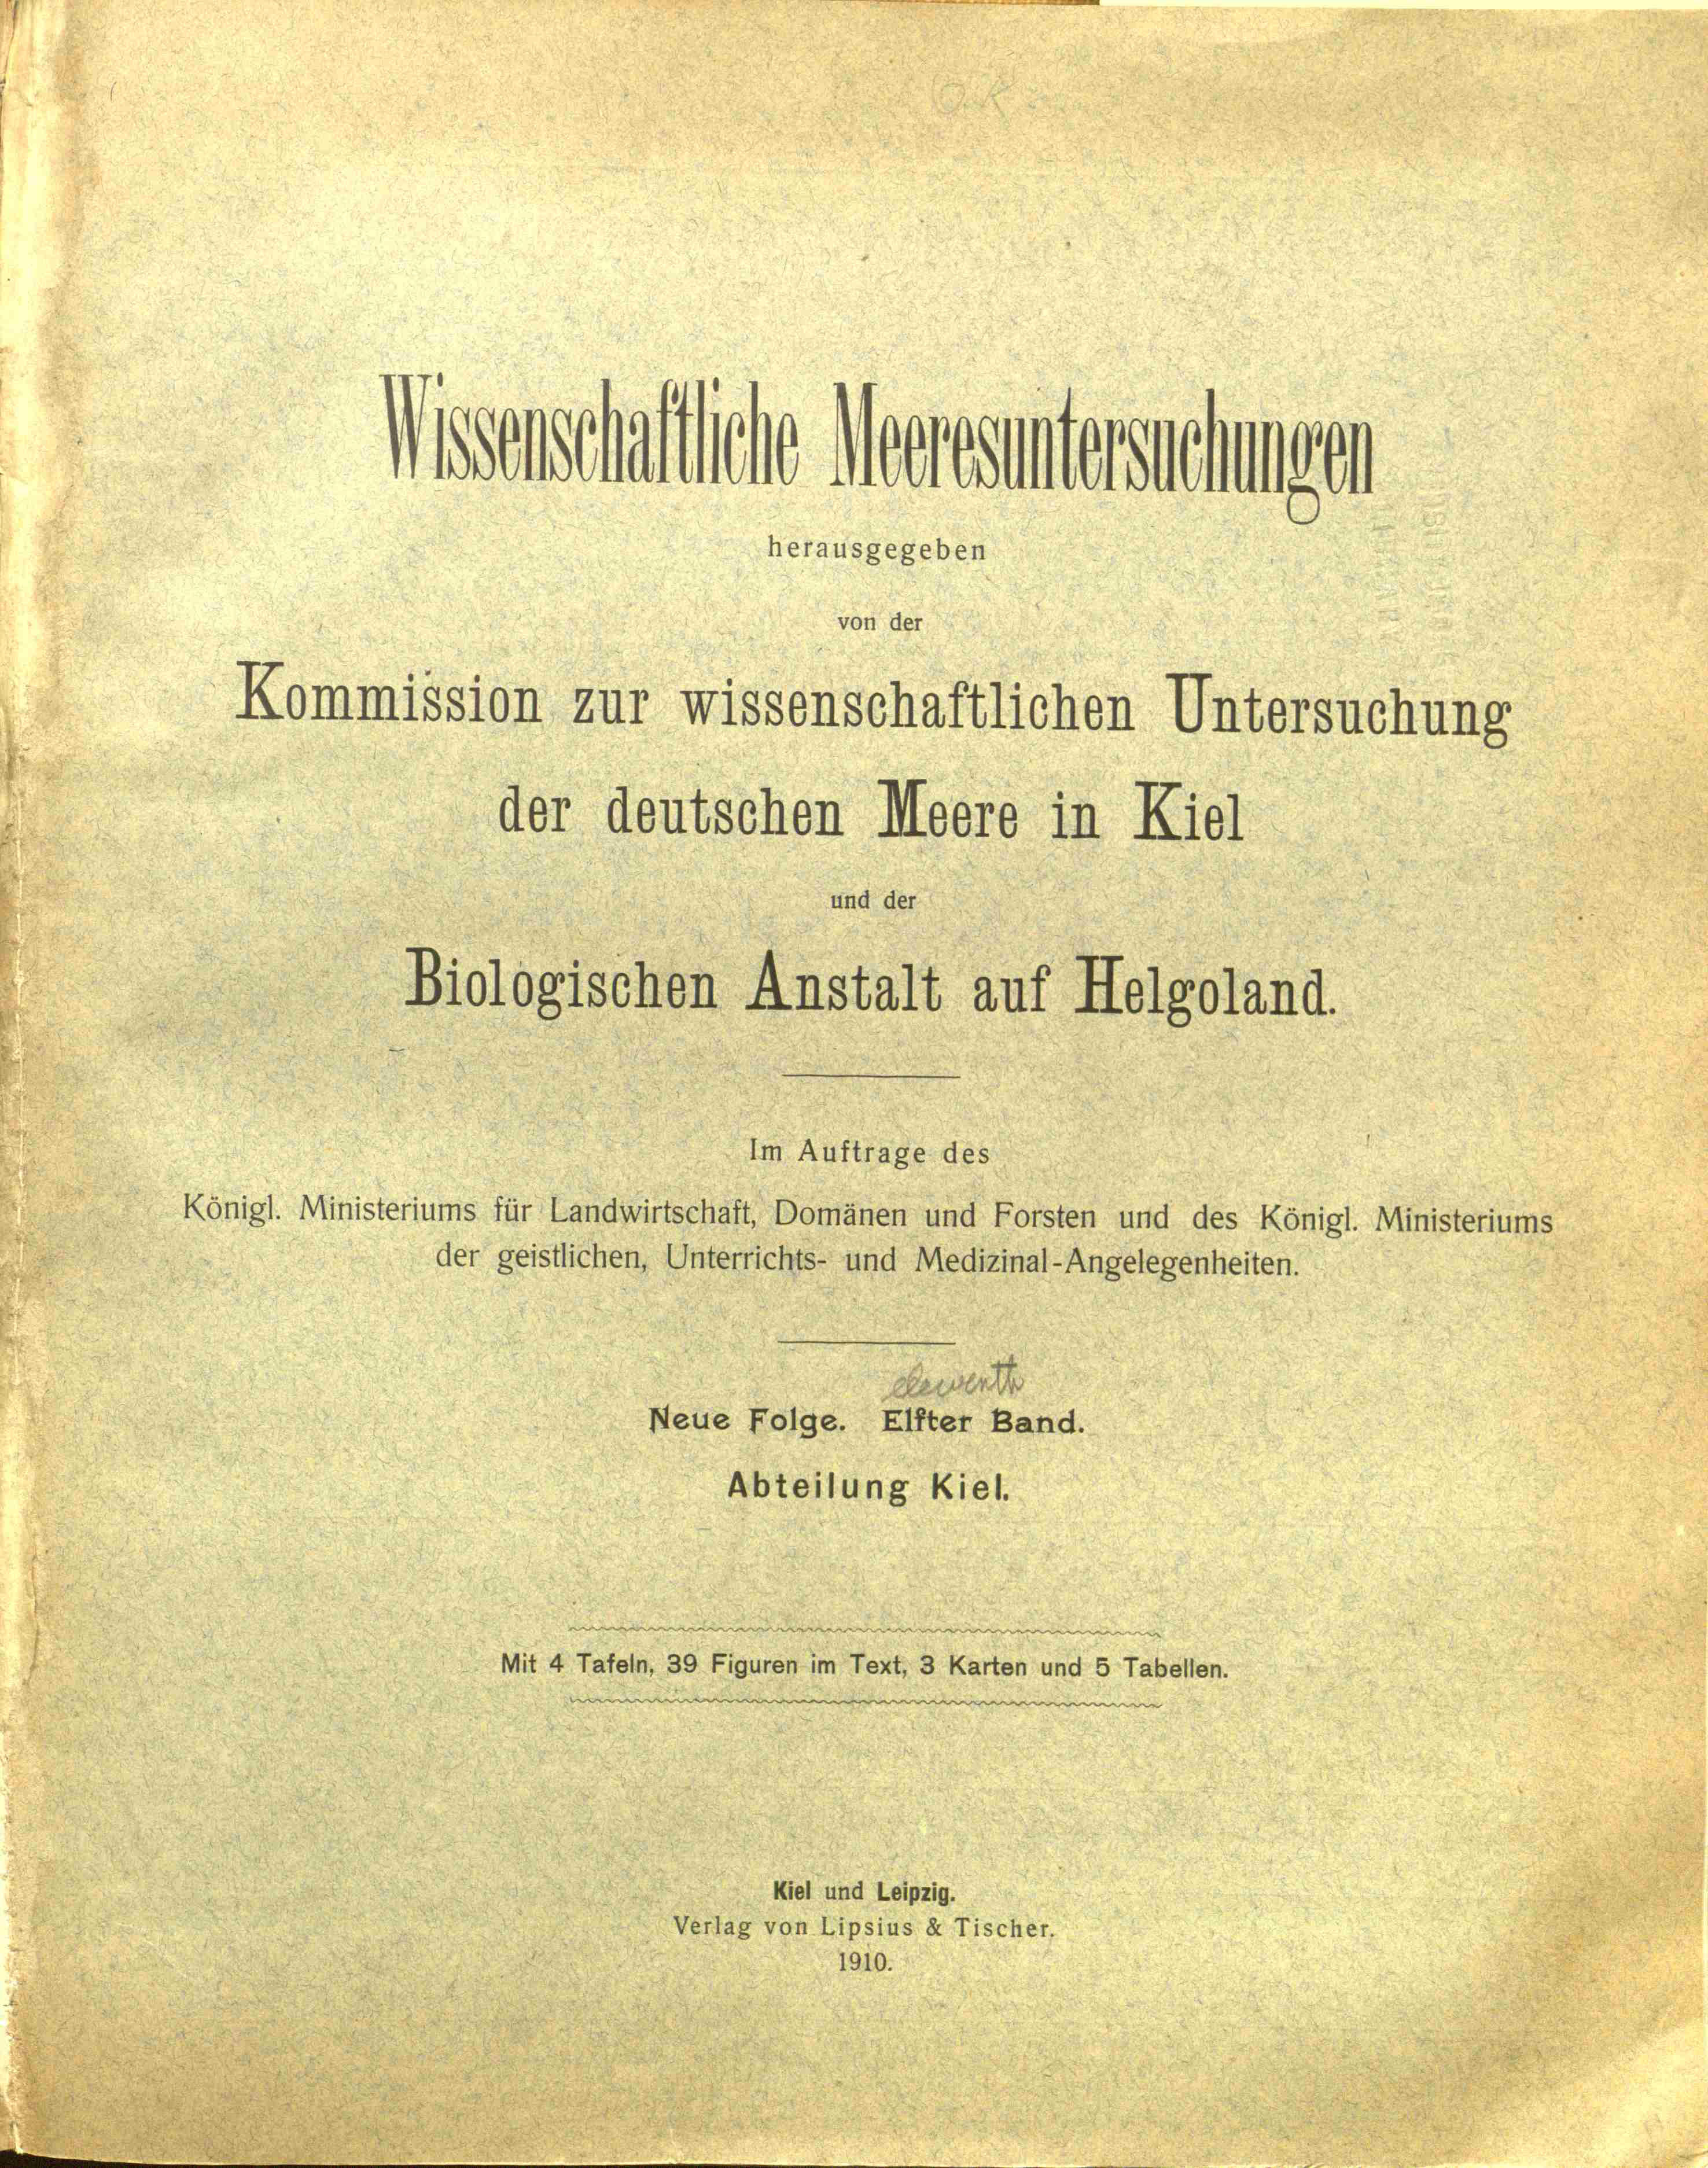 O.K.
Wissenschaftliche Meeresuntersuchungen
herausgegeben
von der
Kommission zur wissenschaftlichen Untersuchung
der deutschen Meere in Kiel
und der
Biologischen Anstalt auf Helgoland.
Im Auftrage des
Königl. Ministeriums für Landwirtschaft, Domänen und Forsten und des Königl. Ministeriums
der geistlichen, Unterrichts- und Medizinal-Angelegenheiten.
eleventh
Neue Folge. Elfter Band.
Abteilung Kiel.
Mit 4 Tafeln, 39 Figuren im Text, 3 Karten und 5 Tabellen.
Kiel und Leipzig.
Verlag von Lipsius & Tischer.
1910.